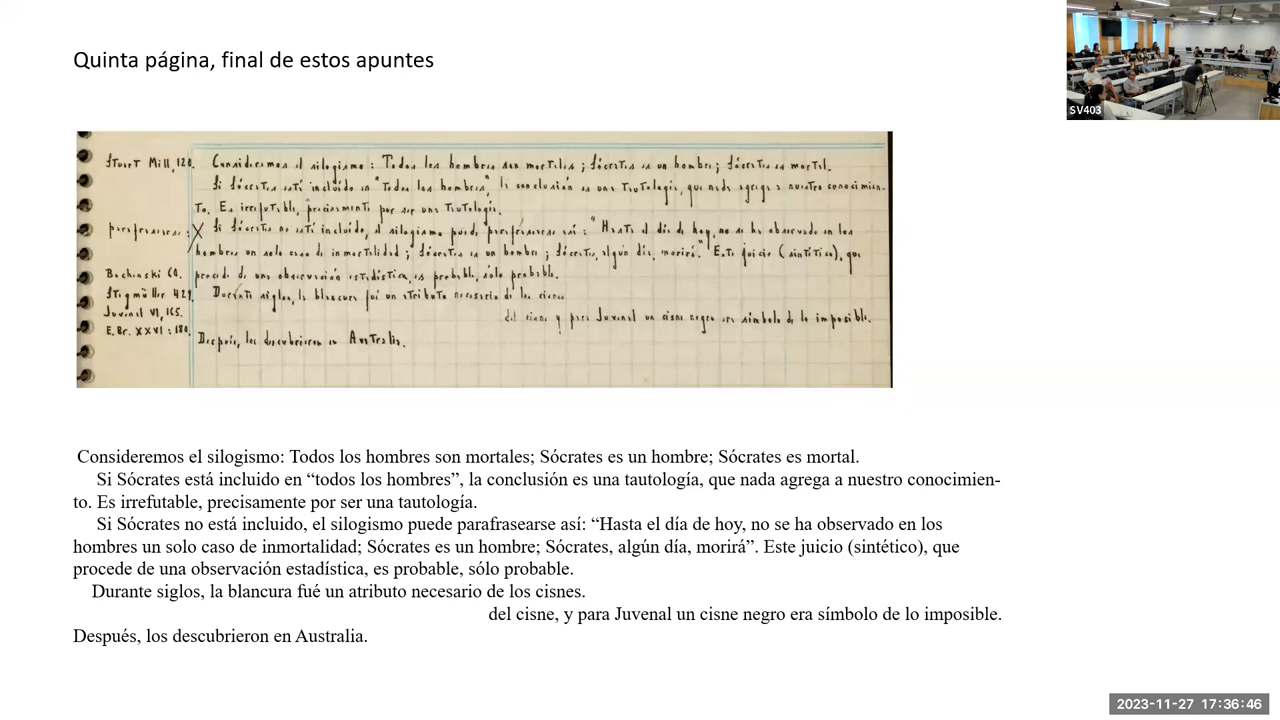 Quinta página, final de estos apuntes
SV403
Stuart Mill, 120. Consideremos el silogismo: Todos los hombres son mortales; Sócrates es un hombre; Sócrates es mortal.
Si Sócrates está incluido en "Todos los hombres", la conclusión es una tautología, que nada agrega a nuestro conocimien-
to. Es irrefutable, precisamente por ser una tautología.
parafrasearse: X Si Sócrates no está incluido, el silogismo puede parafrasearse así: "Hasta el día de hoy, no se ha observado en los
hombres un solo caso de inmortalidad; Sócrates es un hombre; Sócrates, algún día, morirá." Este juicio (sintético), que
Bochenski 60. procede de una observación estadística, es probable, sólo probable.
Stegmüller 429. Durante siglos, la blancura fué un atributo necesario de los cisnes
Juvenal VI, 165. del cisne y para Juvenal un cisne negro era símbolo de lo imposible.
E. Br. XXVI: 180. Después, los descubrieron en Australia.
Consideremos el silogismo: Todos los hombres son mortales; Sócrates es un hombre; Sócrates es mortal.
Si Sócrates está incluido en “todos los hombres”, la conclusión es una tautología, que nada agrega a nuestro conocimien-
to. Es irrefutable, precisamente por ser una tautología.
Si Sócrates no está incluido, el silogismo puede parafrasearse así: “Hasta el día de hoy, no se ha observado en los
hombres un solo caso de inmortalidad; Sócrates es un hombre; Sócrates, algún día, morirá”. Este juicio (sintético), que
procede de una observación estadística, es probable, sólo probable.
Durante siglos, la blancura fué un atributo necesario de los cisnes.
del cisne, y para Juvenal un cisne negro era símbolo de lo imposible.
Después, los descubrieron en Australia.
2023-11-27 17:36:46